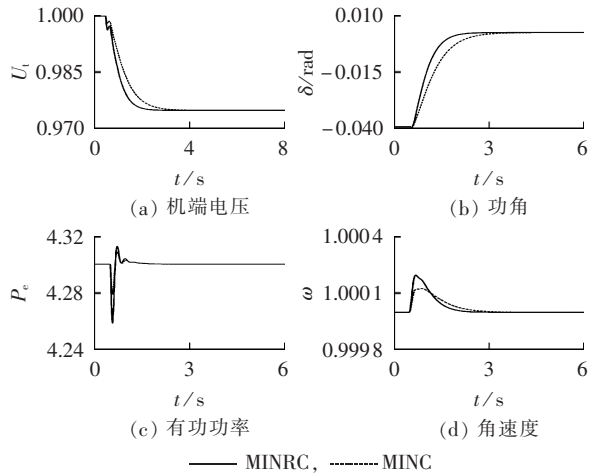 1.000
0.985
0.970
U_t
0 4 8
t/s
(a) 机端电压
0.010
−0.015
−0.040
δ/rad
0 3 6
t/s
(b) 功角
4.32
4.28
4.24
P_e
0 6
t/s
(c) 有功功率
1.0004
1.0001
0.9998
ω
0 3 6
t/s
(d) 角速度
MINRC, MINC